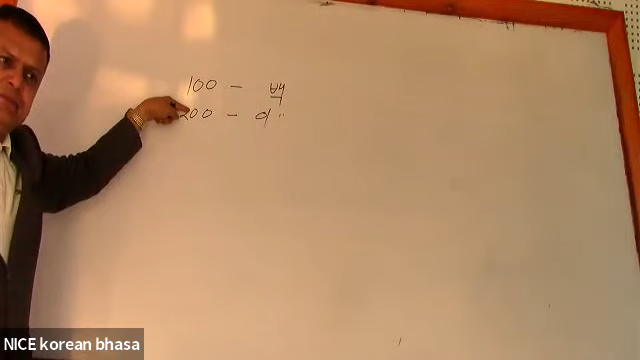 100 - 백
200 - 이 "
NICE korean bhasa